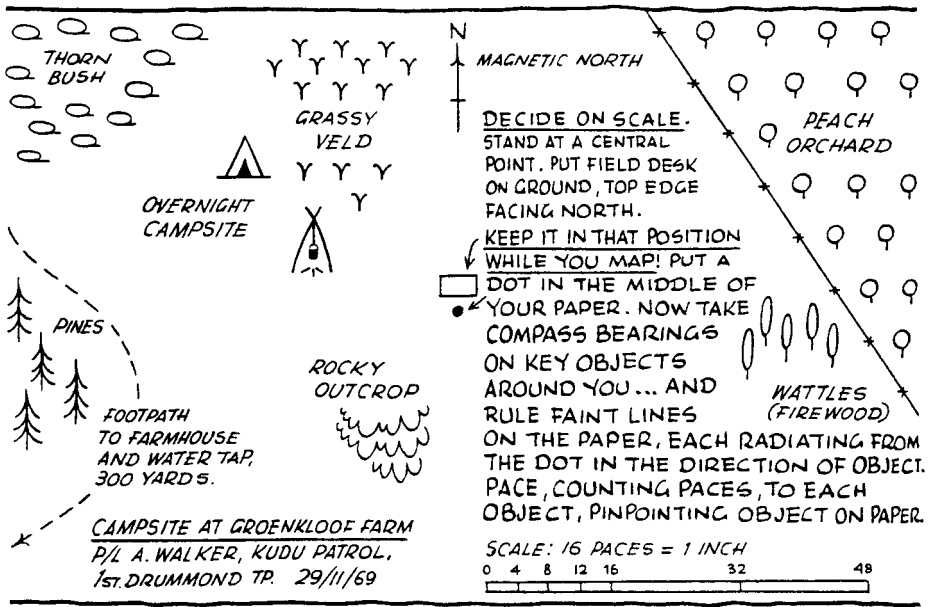 THORN
BUSH
GRASSY
VELD
N
MAGNETIC NORTH
PEACH
ORCHARD
OVERNIGHT
CAMPSITE
DECIDE ON SCALE.
STAND AT A CENTRAL
POINT. PUT FIELD DESK
ON GROUND, TOP EDGE
FACING NORTH.
KEEP IT IN THAT POSITION
WHILE YOU MAP! PUT A
DOT IN THE MIDDLE OF
YOUR PAPER. NOW TAKE
COMPASS BEARINGS
ON KEY OBJECTS
AROUND YOU... AND
RULE FAINT LINES
ON THE PAPER, EACH RADIATING FROM
THE DOT IN THE DIRECTION OF OBJECT.
PACE, COUNTING PACES, TO EACH
OBJECT, PINPOINTING OBJECT ON PAPER.
PINES
ROCKY
OUTCROP
WATTLES
(FIREWOOD)
FOOTPATH
TO FARMHOUSE
AND WATER TAP,
300 YARDS.
CAMPSITE AT GROENKLOOF FARM
P/L A. WALKER, KUDU PATROL,
1ST. DRUMMOND TP. 29/11/69
SCALE: 16 PACES = 1 INCH
0 4 8 12 16 32 48